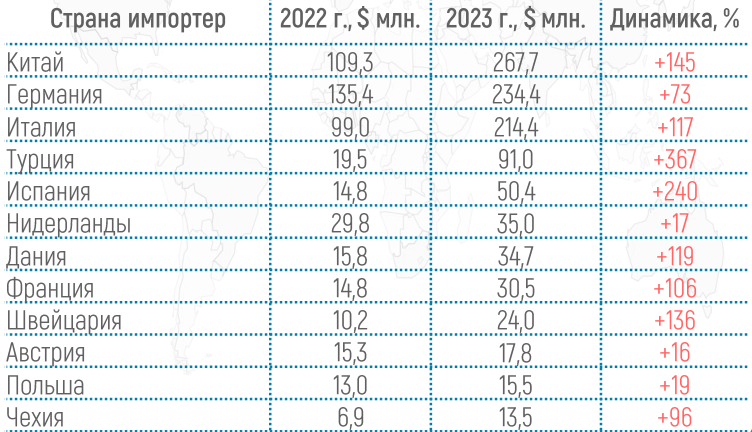 Страна импортер 2022 г., $ млн. 2023 г., $ млн. Динамика, %
Китай 109,3 267,7 +145
Германия 135,4 234,4 +73
Италия 99,0 214,4 +117
Турция 19,5 91,0 +367
Испания 14,8 50,4 +240
Нидерланды 29,8 35,0 +17
Дания 15,8 34,7 +119
Франция 14,8 30,5 +106
Швейцария 10,2 24,0 +136
Австрия 15,3 17,8 +16
Польша 13,0 15,5 +19
Чехия 6,9 13,5 +96